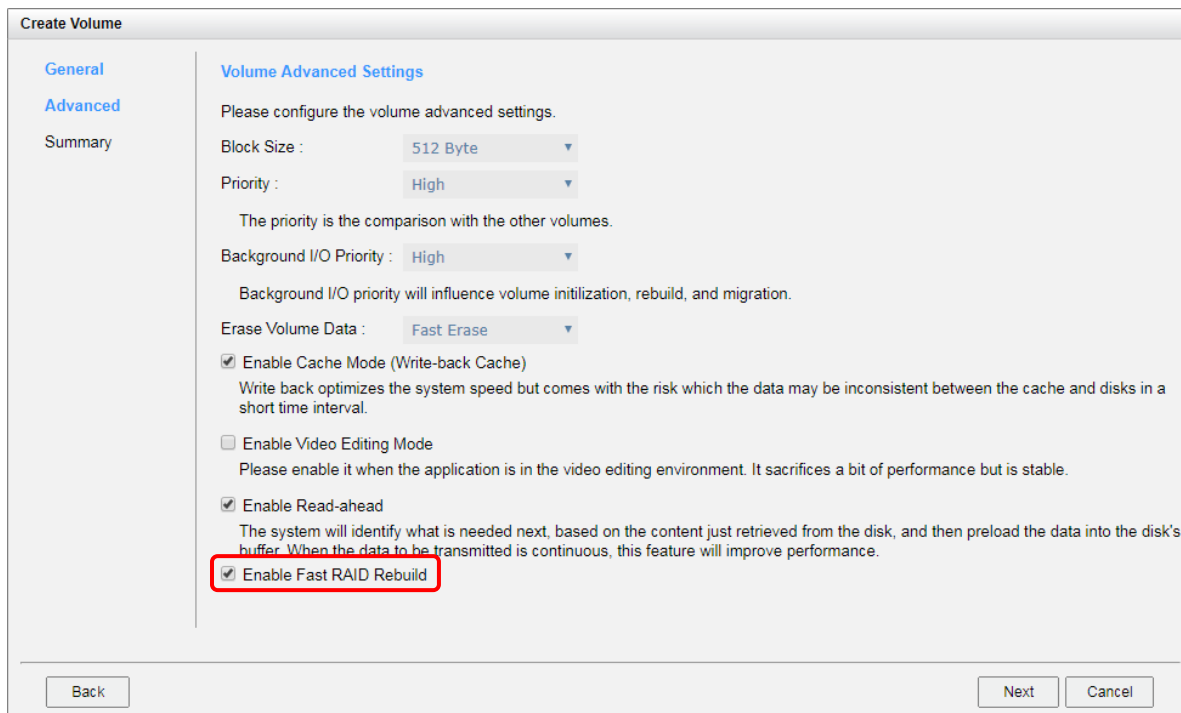 Create Volume
General
Advanced
Summary
Volume Advanced Settings
Please configure the volume advanced settings.
Block Size : 512 Byte
Priority : High
The priority is the comparison with the other volumes.
Background I/O Priority : High
Background I/O priority will influence volume initilization, rebuild, and migration.
Erase Volume Data : Fast Erase
Enable Cache Mode (Write-back Cache)
Write back optimizes the system speed but comes with the risk which the data may be inconsistent between the cache and disks in a
short time interval.
Enable Video Editing Mode
Please enable it when the application is in the video editing environment. It sacrifices a bit of performance but is stable.
Enable Read-ahead
The system will identify what is needed next, based on the content just retrieved from the disk, and then preload the data into the disk's
buffer. When the data to be transmitted is continuous, this feature will improve performance.
Enable Fast RAID Rebuild
Back Next Cancel